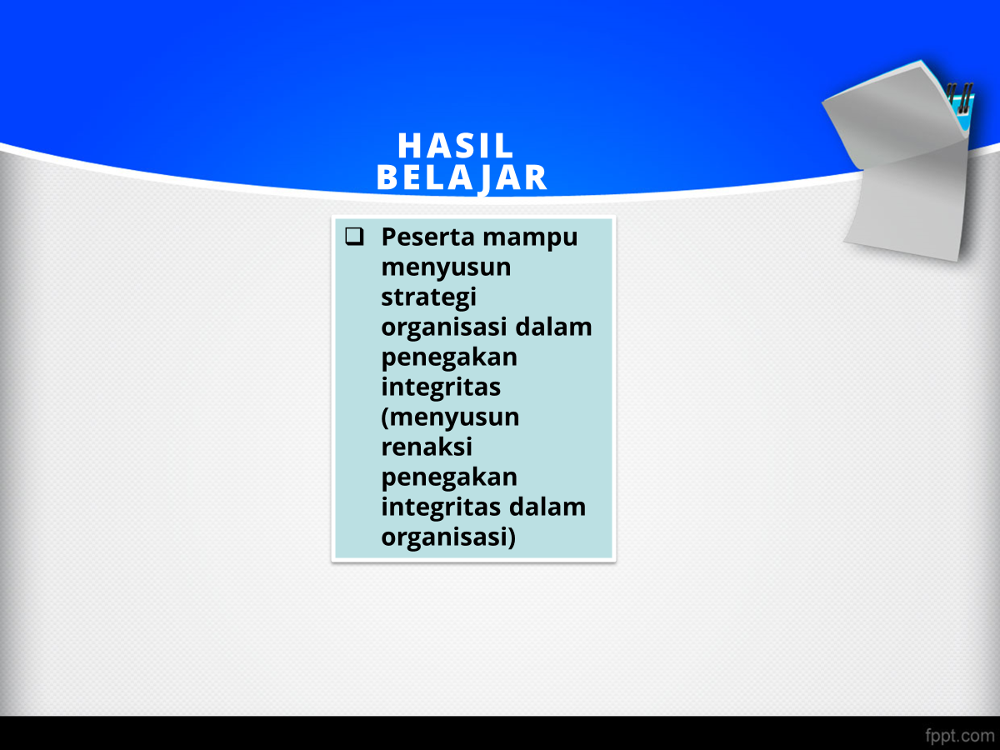 HASIL
BELAJAR
❑ Peserta mampu
menyusun
strategi
organisasi dalam
penegakan
integritas
(menyusun
renaksi
penegakan
integritas dalam
organisasi)
fppt.com